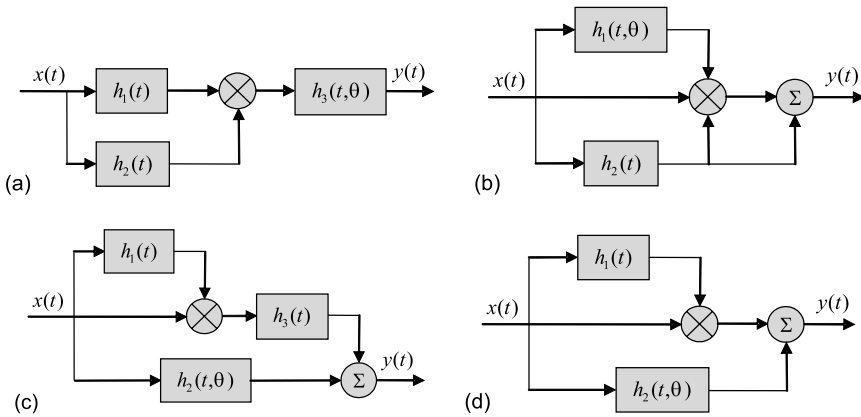 x(t) h₁(t) h₃(t,θ) y(t)
h₂(t)
(a)
h₁(t,θ)
x(t) Σ y(t)
h₂(t)
(b)
h₁(t)
x(t) h₃(t)
h₂(t,θ) Σ y(t)
(c)
h₁(t)
x(t) Σ y(t)
h₂(t,θ)
(d)